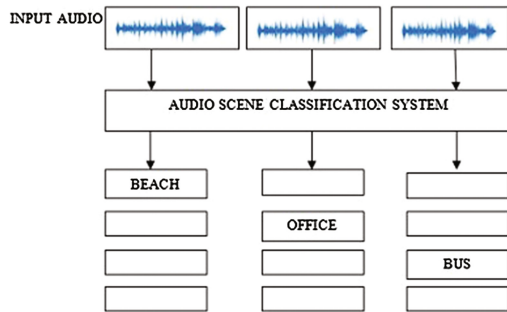 INPUT AUDIO
AUDIO SCENE CLASSIFICATION SYSTEM
BEACH
OFFICE
BUS